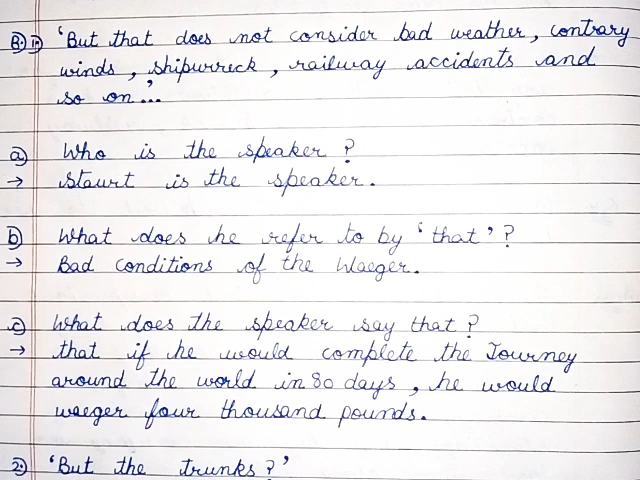 B. 1) 'But that does not consider bad weather, contrary
winds, shipwreck, railway accidents and
so on...'
a) Who is the speaker?
→ Staurt is the speaker.
b) What does he refer to by 'that'?
→ Bad conditions of the Waeger.
c) What does the speaker say that?
→ that if he would complete the Journey
around the world in 80 days, he would
waeger four thousand pounds.
2) 'But the trunks?'